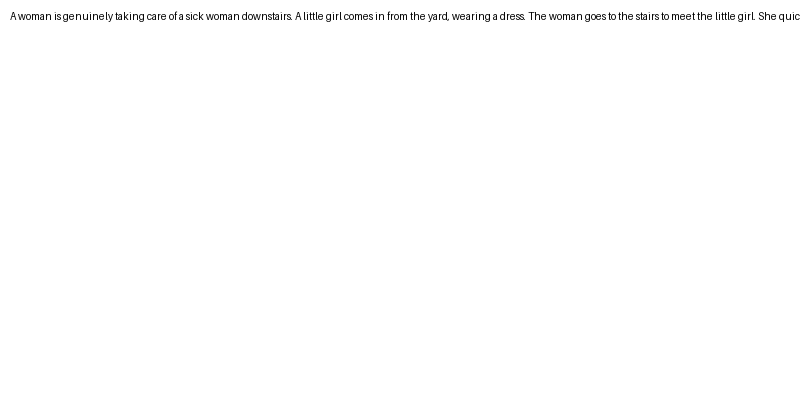 A woman is genuinely taking care of a sick woman downstairs. A little girl comes in from the yard, wearing a dress. The woman goes to the stairs to meet the little girl. She quic